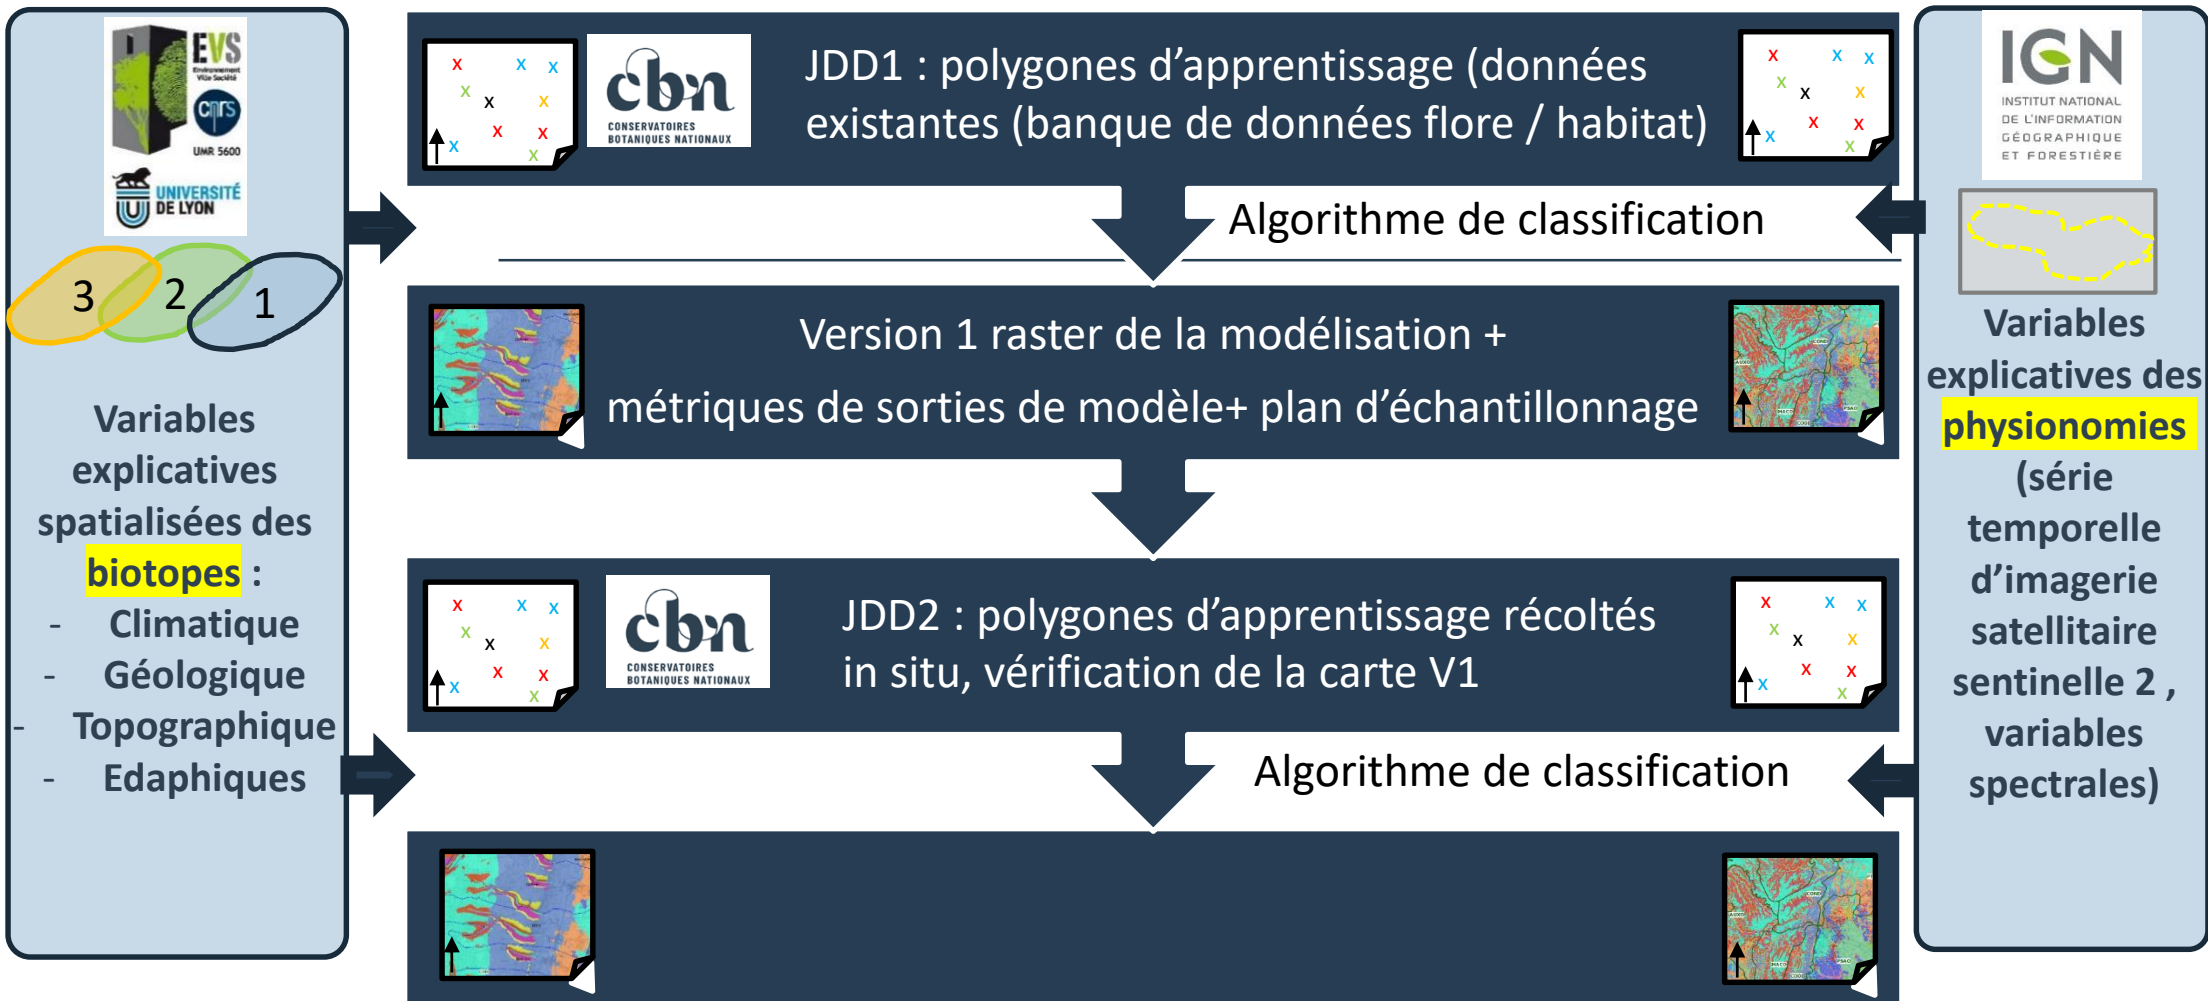 EVS
Environnement
Ville Société
cnrs
UMR 5600
UNIVERSITÉ
DE LYON
3 2 1
Variables
explicatives
spatialisées des
biotopes :
- Climatique
- Géologique
- Topographique
- Edaphiques
cbn
CONSERVATOIRES
BOTANIQUES NATIONAUX
JDD1 : polygones d’apprentissage (données
existantes (banque de données flore / habitat)
Algorithme de classification
Version 1 raster de la modélisation +
métriques de sorties de modèle+ plan d’échantillonnage
cbn
CONSERVATOIRES
BOTANIQUES NATIONAUX
JDD2 : polygones d’apprentissage récoltés
in situ, vérification de la carte V1
Algorithme de classification
IGN
INSTITUT NATIONAL
DE L'INFORMATION
GÉOGRAPHIQUE
ET FORESTIÈRE
Variables
explicatives des
physionomies
(série
temporelle
d’imagerie
satellitaire
sentinelle 2 ,
variables
spectrales)